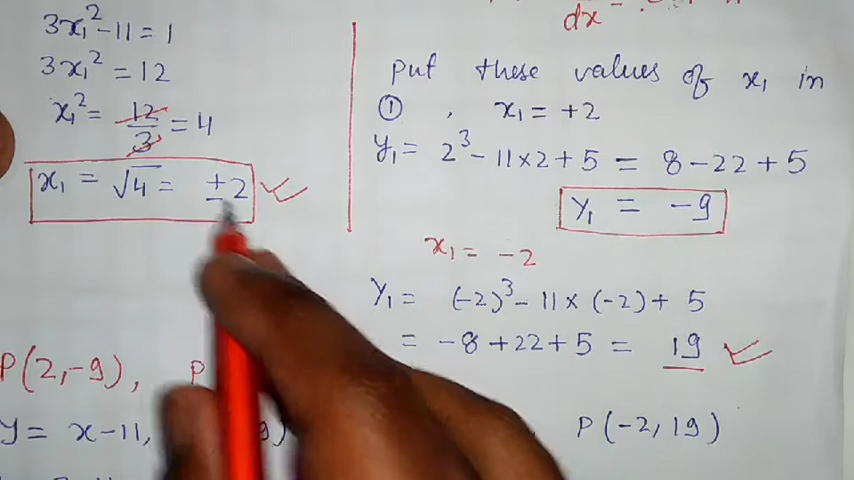 3x₁²-11=1
3x₁² = 12
x₁² = 12/3 = 4
x₁ = √4 = ±2
P(2,-9), P
y = x-11,
dx
put these values of x₁ in
① , x₁ = +2
y₁ = 2³-11×2+5 = 8-22+5
y₁ = -9
x₁ = -2
y₁ = (-2)³-11×(-2)+5
= -8+22+5 = 19
P(-2,19)